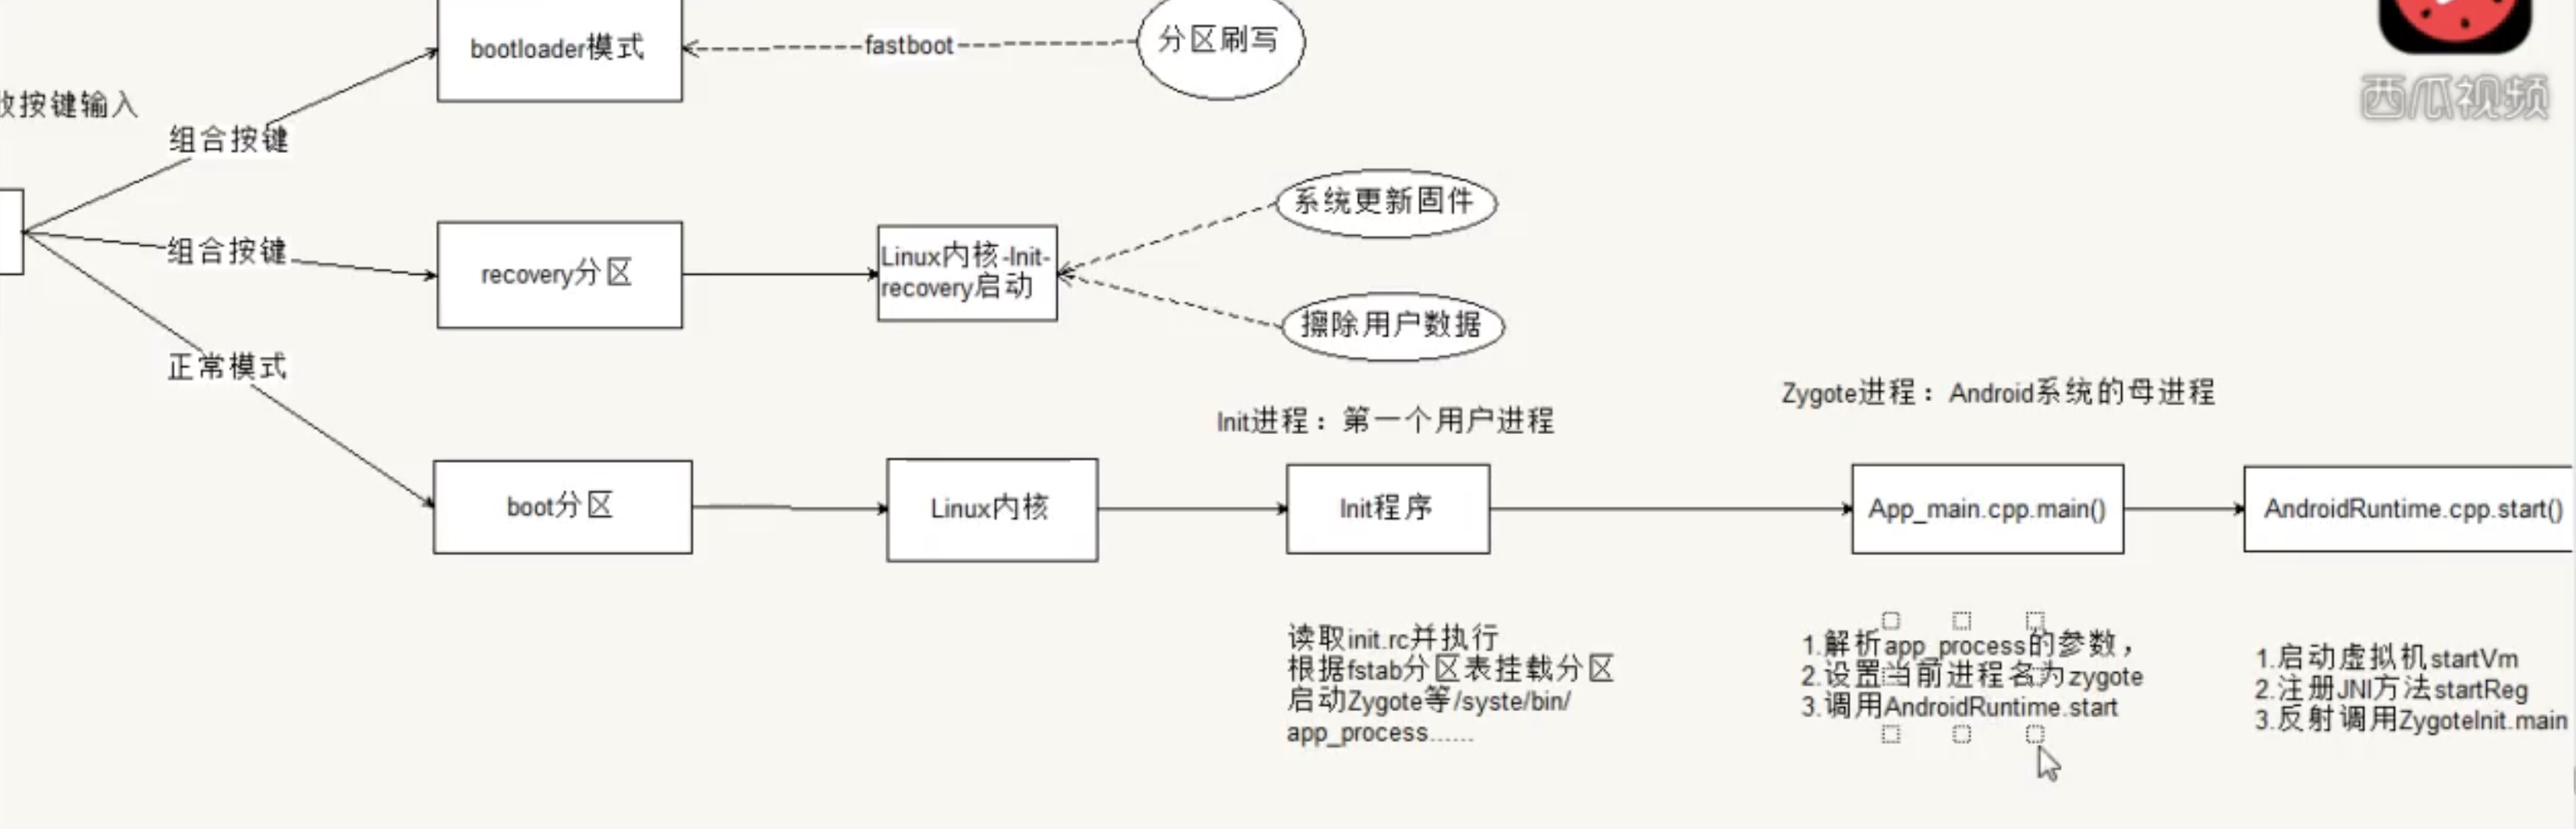 bootloader模式
fastboot
分区刷写
西瓜视频
按键输入
组合按键
组合按键
recovery分区
Linux内核-Init-
recovery启动
系统更新固件
擦除用户数据
正常模式
Init进程：第一个用户进程
Zygote进程：Android系统的母进程
boot分区
Linux内核
Init程序
App_main.cpp.main()
AndroidRuntime.cpp.start()
读取init.rc并执行
根据fstab分区表挂载分区
启动Zygote等/syste/bin/
app_process......
1.解析app_process的参数，
2.设置当前进程名为zygote
3.调用AndroidRuntime.start
1.启动虚拟机startVm
2.注册JNI方法startReg
3.反射调用ZygoteInit.main